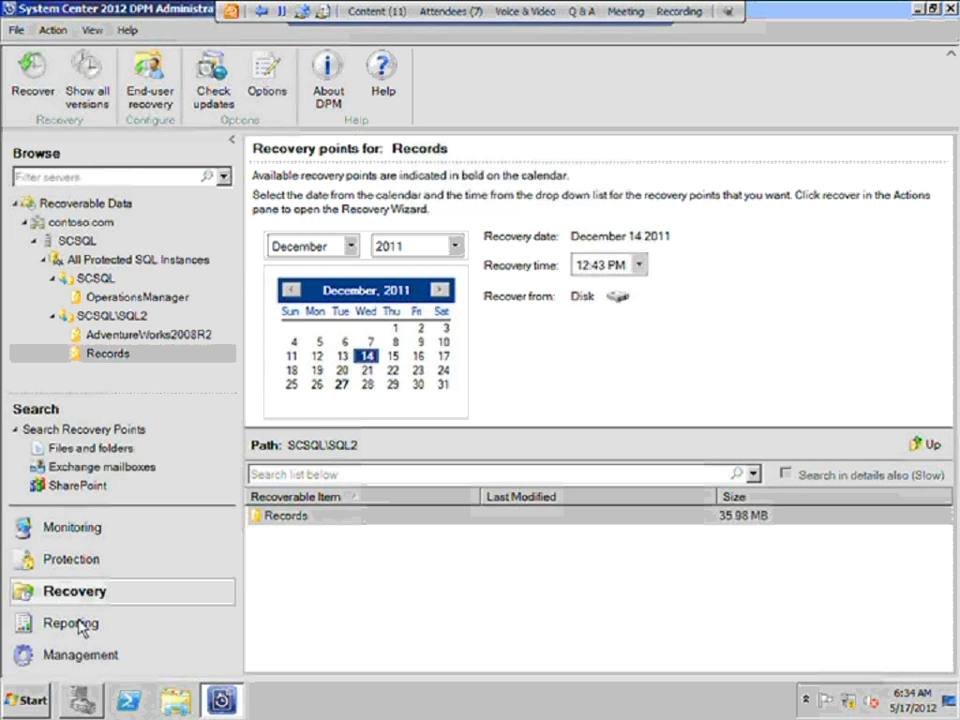 System Center 2012 DPM Administra
Content (11) Attendees (7) Voice & Video Q & A Meeting Recording
File Action View Help
Recover Show all versions End-user recovery Check updates Options About DPM Help
Recovery Configure Options Help
Browse
Filter servers
Recoverable Data
contoso.com
SCSQL
All Protected SQL Instances
SCSQL
OperationsManager
SCSQL\SQL2
AdventureWorks2008R2
Records
Search
Search Recovery Points
Files and folders
Exchange mailboxes
SharePoint
Monitoring
Protection
Recovery
Reporting
Management
Recovery points for: Records
Available recovery points are indicated in bold on the calendar.
Select the date from the calendar and the time from the drop down list for the recovery points that you want. Click recover in the Actions
pane to open the Recovery Wizard.
December 2011
December, 2011
Sun Mon Tue Wed Thu Fri Sat
1 2 3
4 5 6 7 8 9 10
11 12 13 14 15 16 17
18 19 20 21 22 23 24
25 26 27 28 29 30 31
Recovery date: December 14 2011
Recovery time: 12:43 PM
Recover from: Disk
Path: SCSQL\SQL2 Up
Search list below Search in details also (Slow)
Recoverable Item Last Modified Size
Records 35.98 MB
Start 6:34 AM
5/17/2012